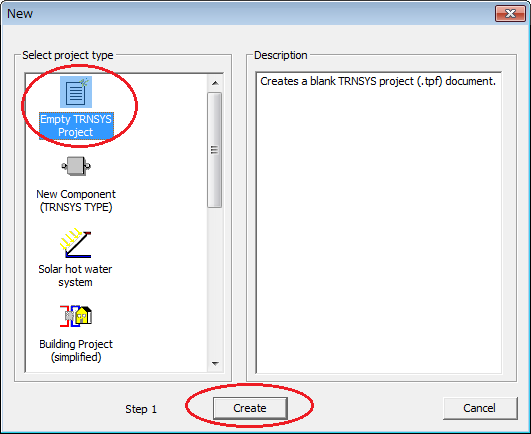 New
Select project type
Empty TRNSYS
Project
New Component
(TRNSYS TYPE)
Solar hot water
system
Building Project
(simplified)
Description
Creates a blank TRNSYS project (.tpf) document.
Step 1
Create
Cancel